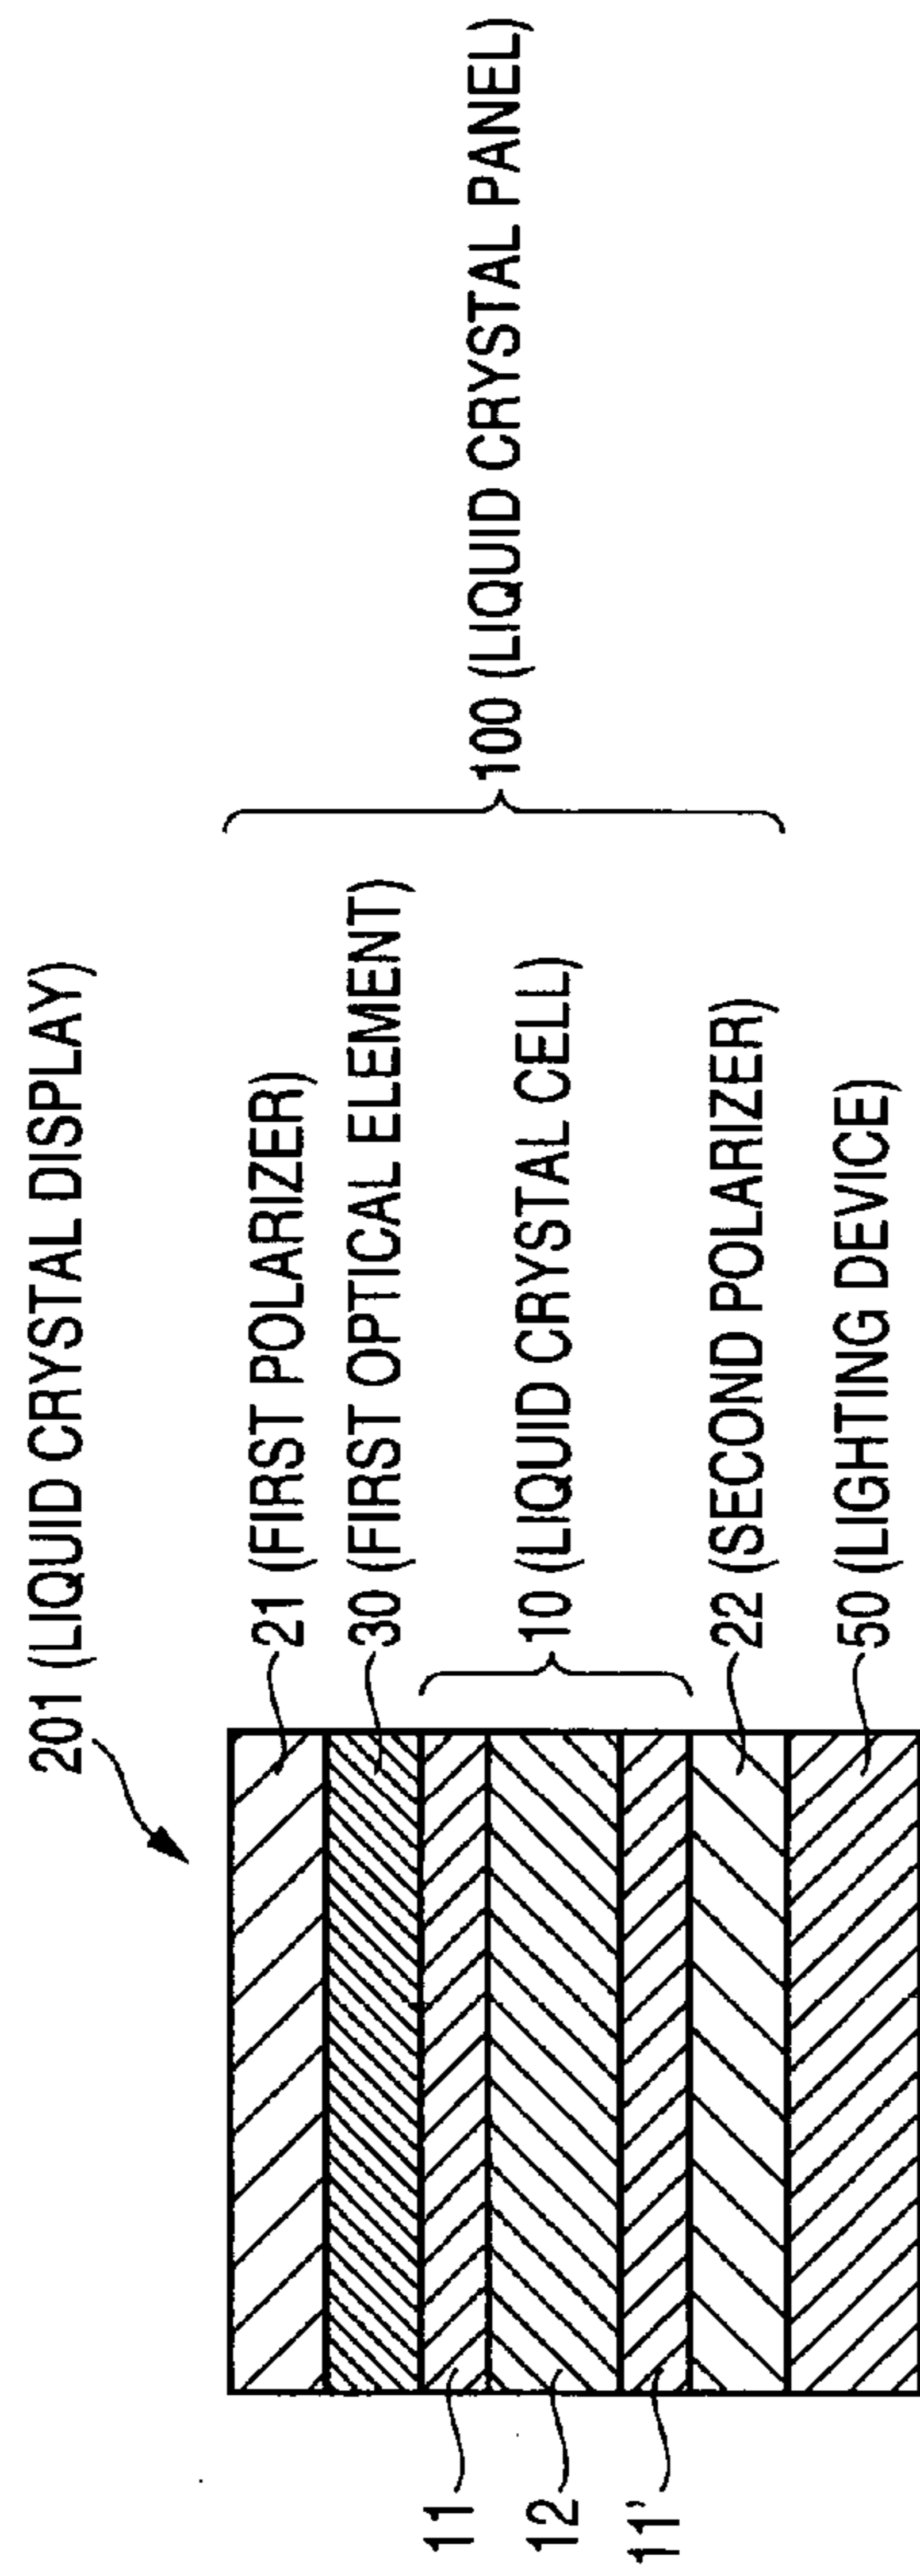 201 (LIQUID CRYSTAL DISPLAY)
21 (FIRST POLARIZER)
30 (FIRST OPTICAL ELEMENT)
100 (LIQUID CRYSTAL PANEL)
10 (LIQUID CRYSTAL CELL)
22 (SECOND POLARIZER)
50 (LIGHTING DEVICE)
11
12
11'